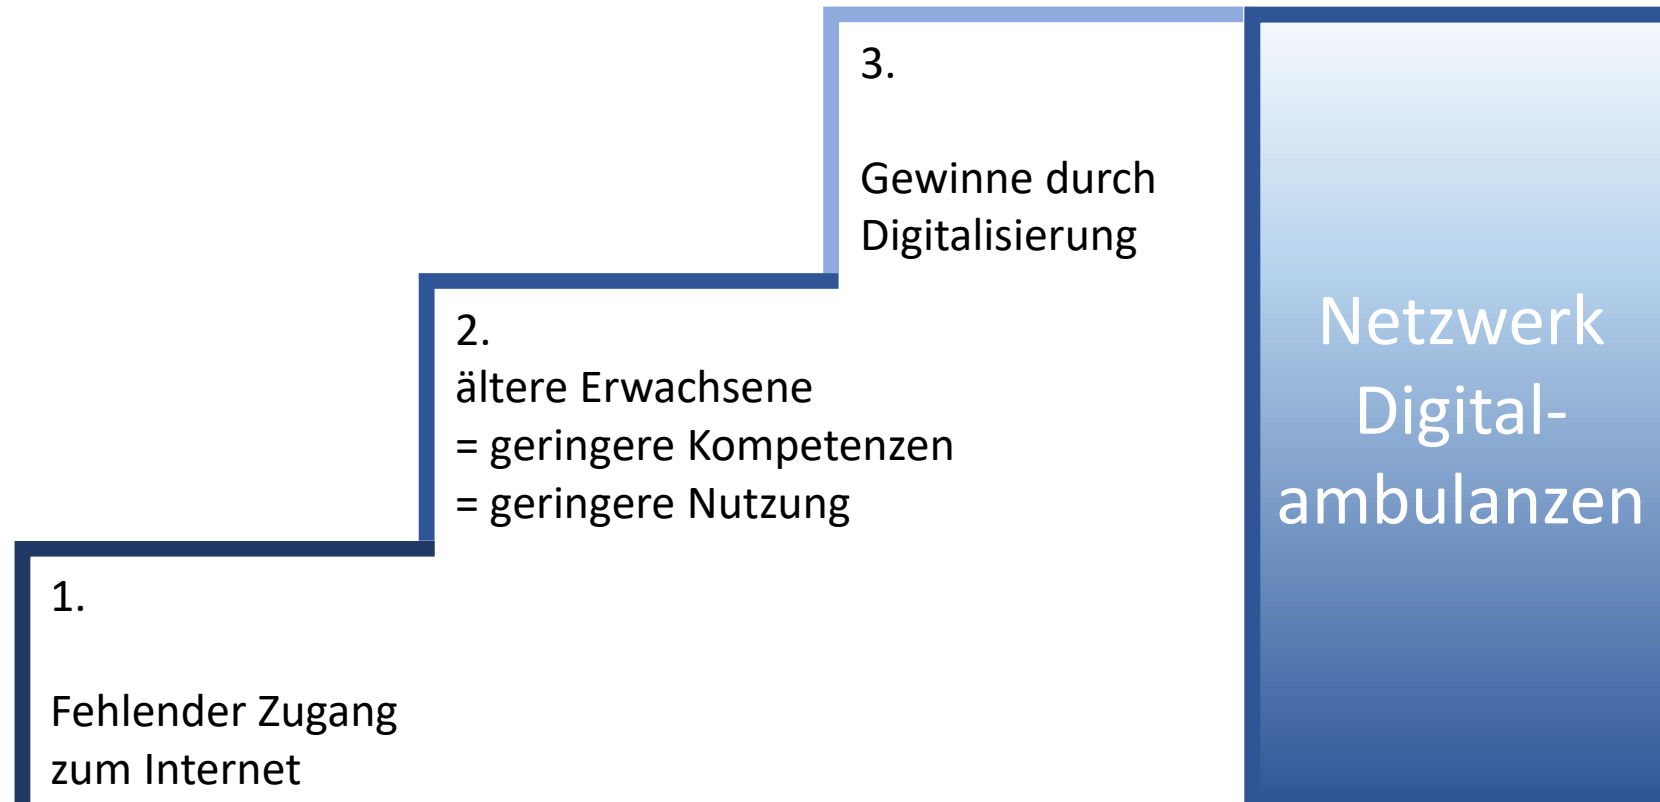 3.
Gewinne durch
Digitalisierung
2.
ältere Erwachsene
= geringere Kompetenzen
= geringere Nutzung
1.
Fehlender Zugang
zum Internet
Netzwerk
Digital-
ambulanzen